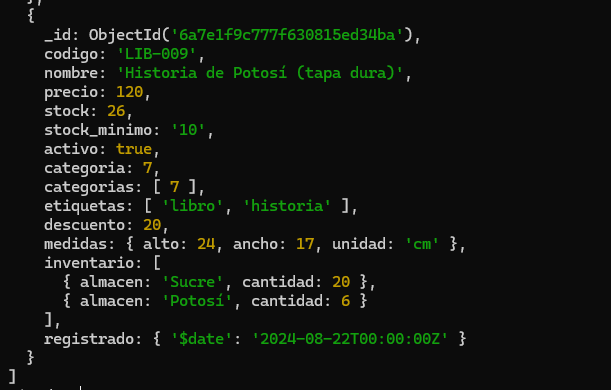 },
{
_id: ObjectId('6a7e1f9c777f630815ed34ba'),
codigo: 'LIB-009',
nombre: 'Historia de Potosí (tapa dura)',
precio: 120,
stock: 26,
stock_minimo: '10',
activo: true,
categoria: 7,
categorias: [ 7 ],
etiquetas: [ 'libro', 'historia' ],
descuento: 20,
medidas: { alto: 24, ancho: 17, unidad: 'cm' },
inventario: [
{ almacen: 'Sucre', cantidad: 20 },
{ almacen: 'Potosí', cantidad: 6 }
],
registrado: { '$date': '2024-08-22T00:00:00Z' }
}
]